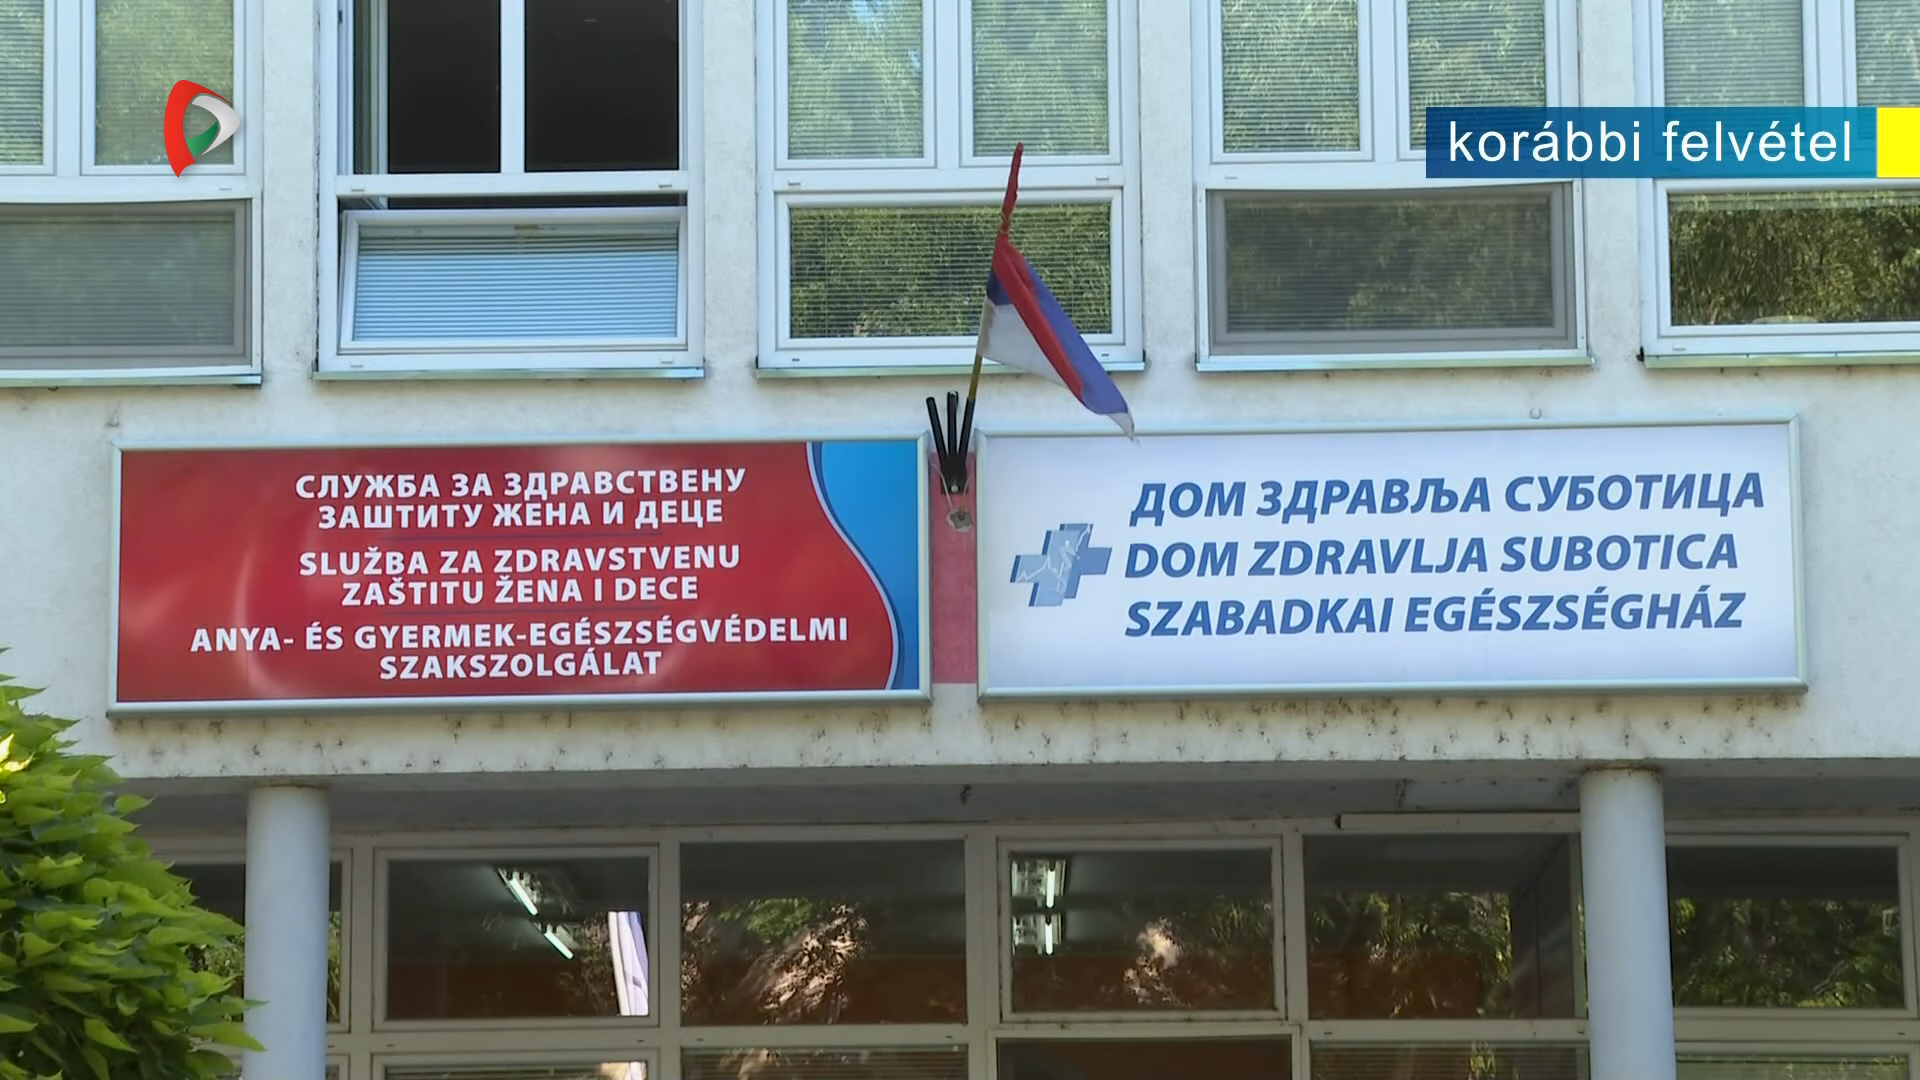 korábbi felvétel
СЛУЖБА ЗА ЗДРАВСТВЕНУ
ЗАШТИТУ ЖЕНА И ДЕЦЕ
SLUŽBA ZA ZDRAVSTVENU
ZAŠTITU ŽENA I DECE
ANYA- ÉS GYERMEK-EGÉSZSÉGVÉDELMI
SZAKSZOLGÁLAT
ДОМ ЗДРАВЉА СУБОТИЦА
DOM ZDRAVLJA SUBOTICA
SZABADKAI EGÉSZSÉGHÁZ